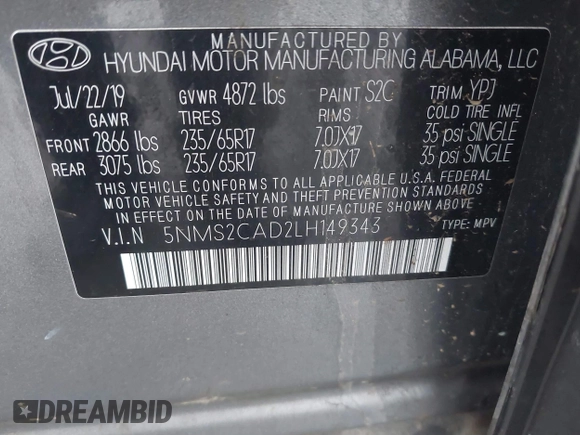 MANUFACTURED BY
HYUNDAI MOTOR MANUFACTURING ALABAMA, LLC
Jul/22/19 GVWR 4872 lbs PAINT S2C TRIM YPJ
GAWR TIRES RIMS COLD TIRE INFL
FRONT 2866 lbs 235/65R17 7.0JX17 35 psi SINGLE
REAR 3075 lbs 235/65R17 7.0JX17 35 psi SINGLE
THIS VEHICLE CONFORMS TO ALL APPLICABLE U.S.A. FEDERAL
MOTOR VEHICLE SAFETY AND THEFT PREVENTION STANDARDS
IN EFFECT ON THE DATE OF MANUFACTURE SHOWN ABOVE
V.I.N 5NMS2CAD2LH149343 TYPE: MPV
DREAMBID